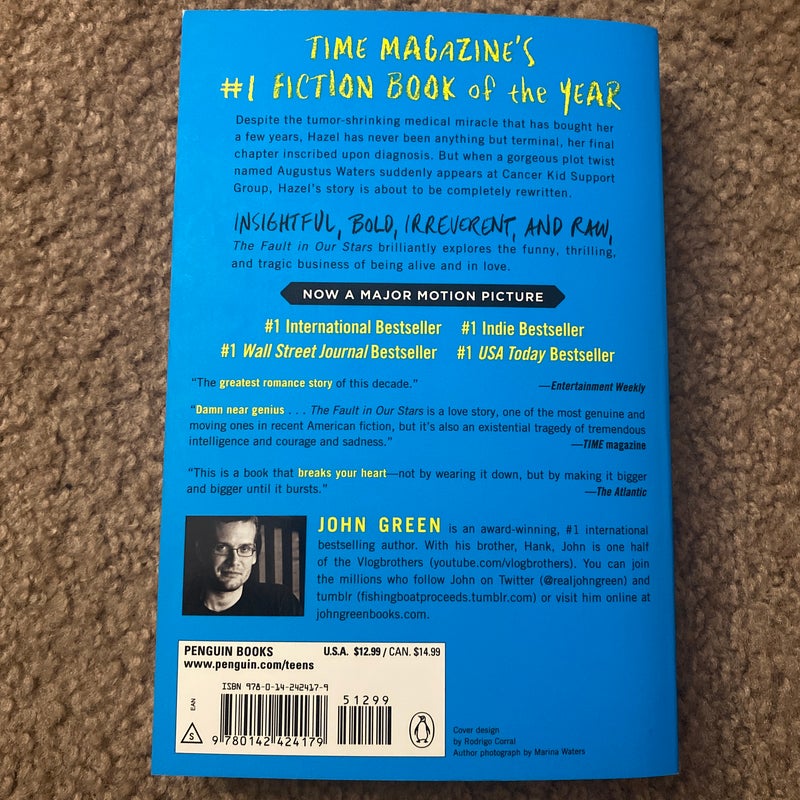 TIME MAGAZINE'S
#1 FICTION BOOK of the YEAR
Despite the tumor-shrinking medical miracle that has bought her
a few years, Hazel has never been anything but terminal, her final
chapter inscribed upon diagnosis. But when a gorgeous plot twist
named Augustus Waters suddenly appears at Cancer Kid Support
Group, Hazel's story is about to be completely rewritten.
INSIGHTFUL, BOLD, IRREVERENT, AND RAW,
The Fault in Our Stars brilliantly explores the funny, thrilling,
and tragic business of being alive and in love.
NOW A MAJOR MOTION PICTURE
#1 International Bestseller #1 Indie Bestseller
#1 Wall Street Journal Bestseller #1 USA Today Bestseller
“The greatest romance story of this decade.” —Entertainment Weekly
“Damn near genius . . . The Fault in Our Stars is a love story, one of the most genuine and
moving ones in recent American fiction, but it's also an existential tragedy of tremendous
intelligence and courage and sadness.” —TIME magazine
“This is a book that breaks your heart—not by wearing it down, but by making it bigger
and bigger until it bursts.” —The Atlantic
JOHN GREEN is an award-winning, #1 international
bestselling author. With his brother, Hank, John is one half
of the Vlogbrothers (youtube.com/vlogbrothers). You can join
the millions who follow John on Twitter (@realjohngreen) and
tumblr (fishingboatproceeds.tumblr.com) or visit him online at
johngreenbooks.com.
PENGUIN BOOKS U.S.A. $12.99 / CAN. $14.99
www.penguin.com/teens
ISBN 978-0-14-242417-9
51299
EAN
S
9 780142 424179
Cover design
by Rodrigo Corral
Author photograph by Marina Waters